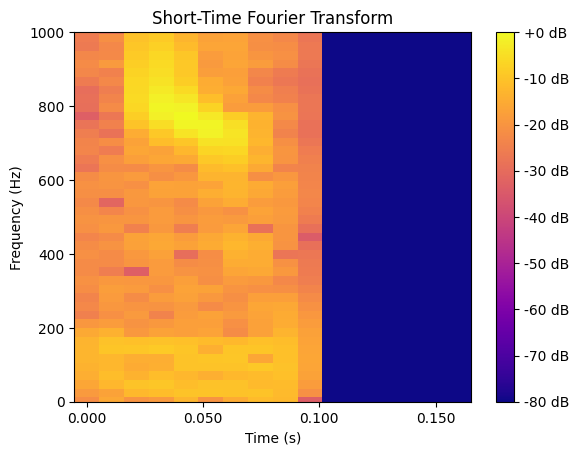 Short-Time Fourier Transform
1000
800
600
400
200
0
Frequency (Hz)
0.000
0.050
0.100
0.150
Time (s)
+0 dB
-10 dB
-20 dB
-30 dB
-40 dB
-50 dB
-60 dB
-70 dB
-80 dB